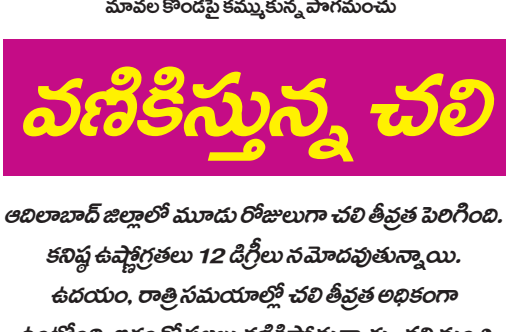 మావల కొండపై కమ్ముకున్న పొగమంచు
వణికిస్తున్న చలి
ఆదిలాబాద్ జిల్లాలో మూడు రోజులుగా చలి తీవ్రత పెరిగింది.
కనిష్ఠ ఉష్ణోగ్రతలు 12 డిగ్రీలు నమోదవుతున్నాయి.
ఉదయం, రాత్రి సమయాల్లో చలి తీవ్రత అధికంగా